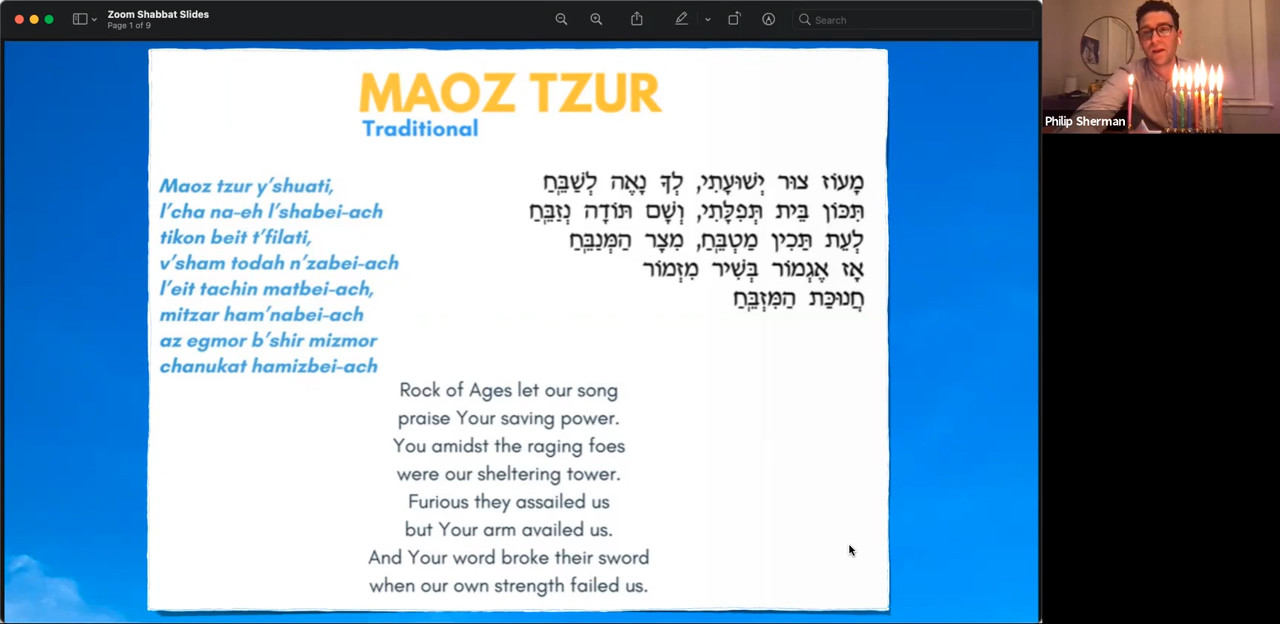 Zoom Shabbat Slides
Page 1 of 9
Search
MAOZ TZUR
Traditional
Maoz tzur y’shuati,
l’cha na-eh l’shabei-ach
tikon beit t’filati,
v’sham todah n’zabei-ach
l’eit tachin matbei-ach,
mitzar ham’nabei-ach
az egmor b’shir mizmor
chanukat hamizbei-ach
מָעוֹז צוּר יְשׁוּעָתִי, לְךָ נָאֶה לְשַׁבֵּחַ
תִּכּוֹן בֵּית תְּפִלָּתִי, וְשָׁם תּוֹדָה נְזַבֵּחַ
לְעֵת תָּכִין מַטְבֵּחַ, מִצָּר הַמְּנַבֵּחַ
אָז אֶגְמוֹר בְּשִׁיר מִזְמוֹר
חֲנוּכַּת הַמִּזְבֵּחַ
Rock of Ages let our song
praise Your saving power.
You amidst the raging foes
were our sheltering tower.
Furious they assailed us
but Your arm availed us.
And Your word broke their sword
when our own strength failed us.
Philip Sherman